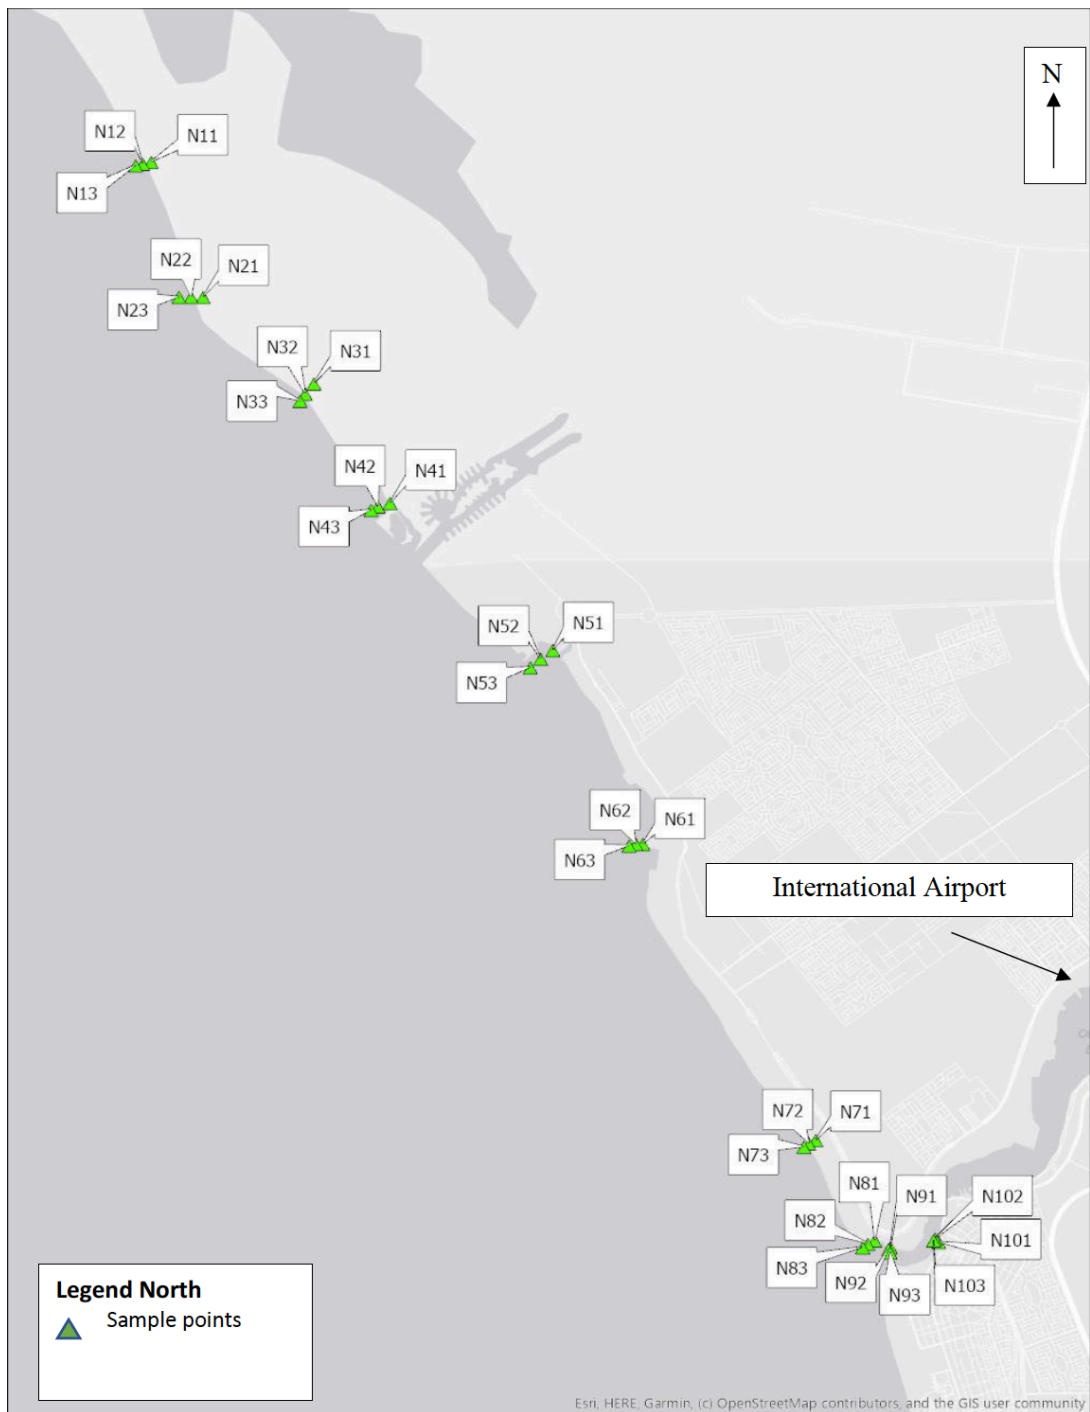 N
N12
N11
N13
N22
N21
N23
N32
N31
N33
N42
N41
N43
N52
N51
N53
N62
N61
N63
International Airport
N72
N71
N73
N81
N91
N102
N82
N101
N83
N92
N93
N103
Legend North
Sample points
Esri, HERE, Garmin, (c) OpenStreetMap contributors, and the GIS user community